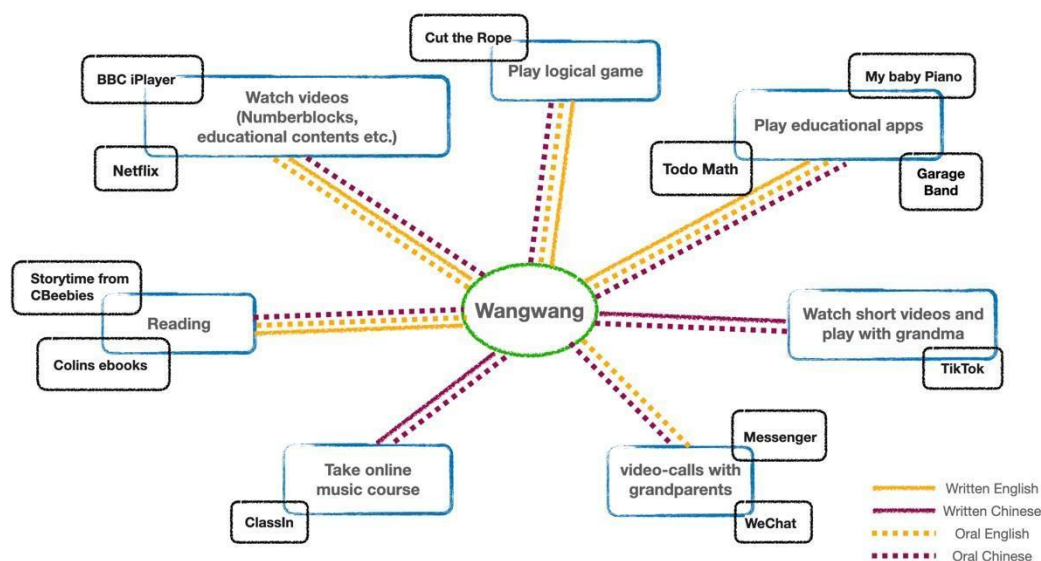 Cut the Rope
Play logical game
BBC iPlayer
Watch videos
(Numberblocks,
educational contents etc.)
Netflix
My baby Piano
Play educational apps
Todo Math
Garage
Band
Storytime from
CBeebies
Reading
Colins ebooks
Wangwang
Watch short videos and
play with grandma
TikTok
Take online
music course
ClassIn
Messenger
video-calls with
grandparents
WeChat
Written English
Written Chinese
Oral English
Oral Chinese